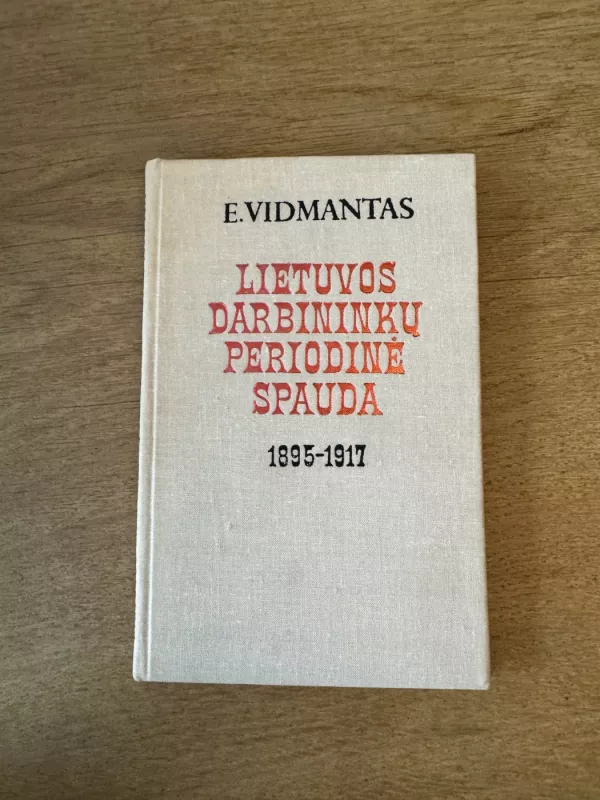 E.VIDMANTAS
LIETUVOS
DARBININKŲ
PERIODINĖ
SPAUDA
1895-1917